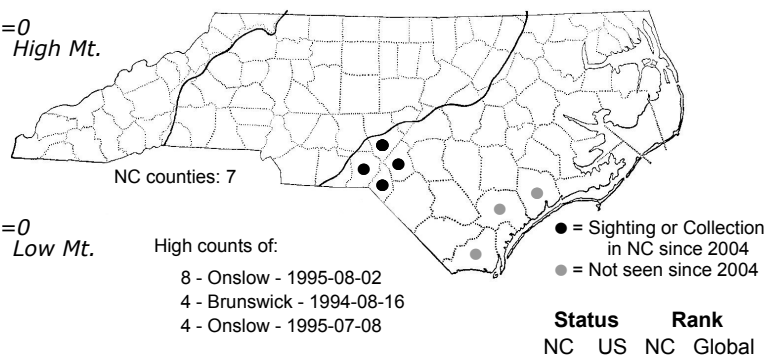 =0
High Mt.
NC counties: 7
=0
Low Mt.
High counts of:
8 - Onslow - 1995-08-02
4 - Brunswick - 1994-08-16
4 - Onslow - 1995-07-08
● = Sighting or Collection
in NC since 2004
● = Not seen since 2004
Status Rank
NC US NC Global